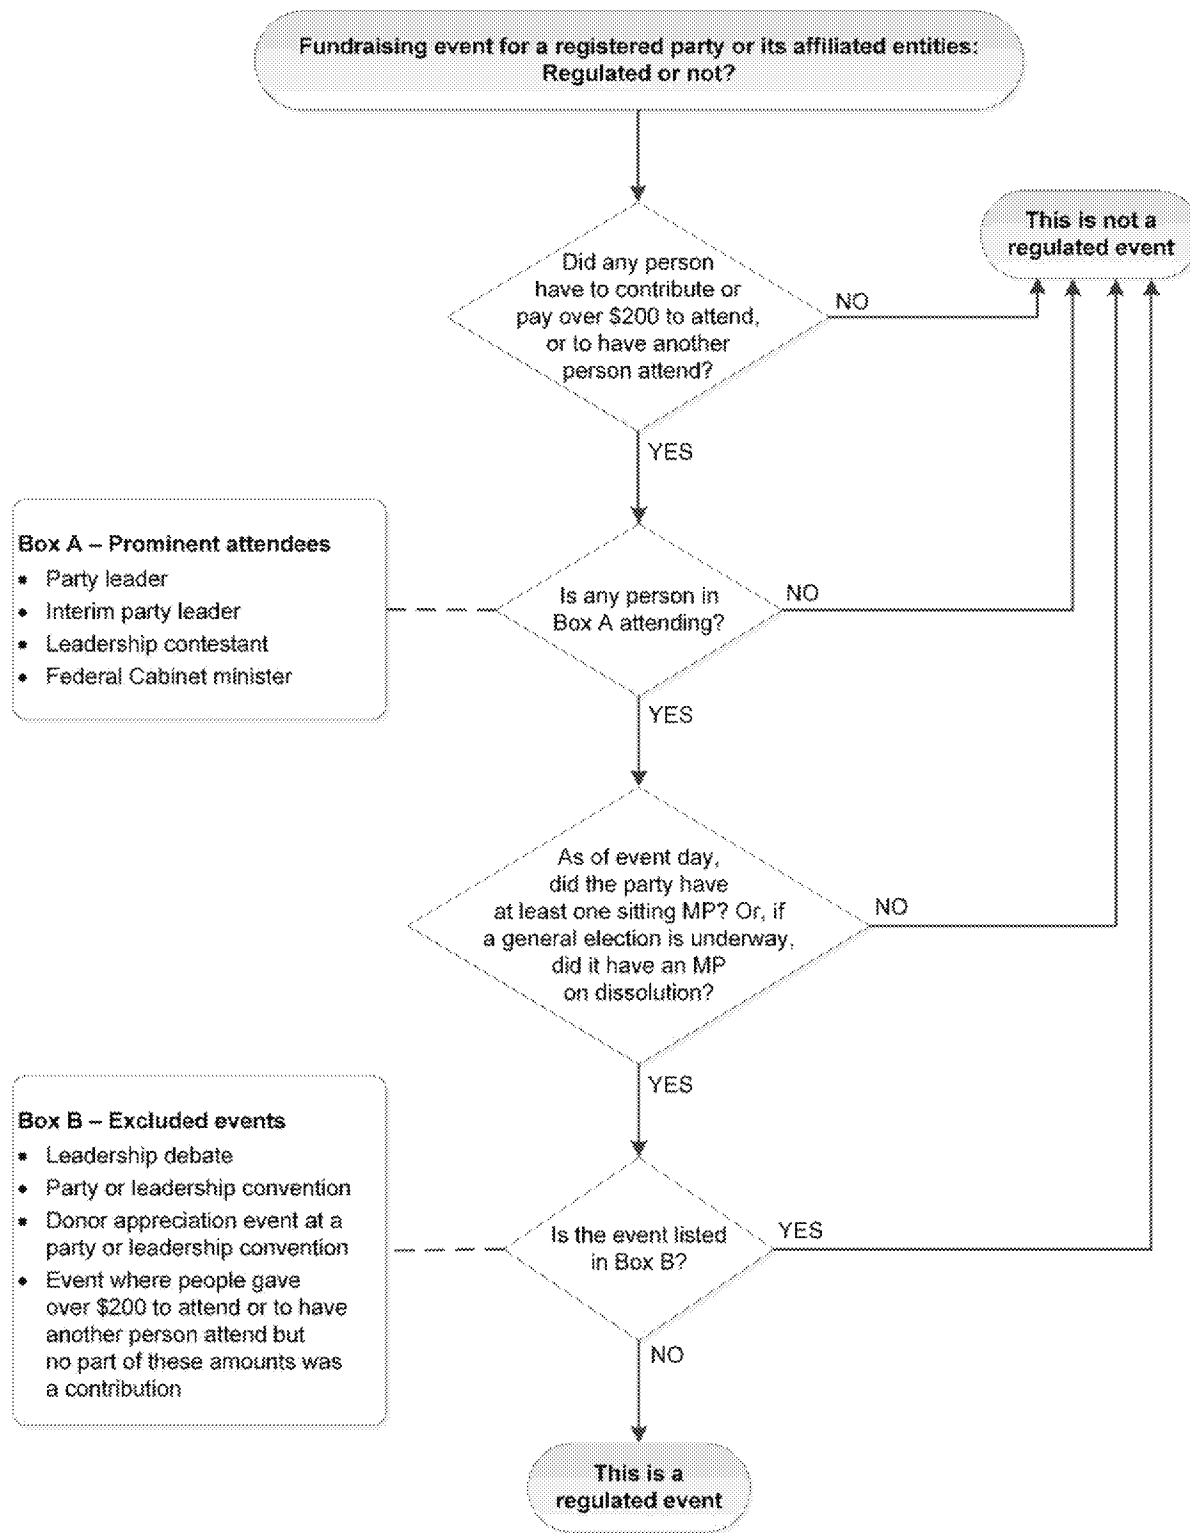 Fundraising event for a registered party or its affiliated entities:
Regulated or not?
This is not a
regulated event
Did any person
have to contribute or
pay over $200 to attend,
or to have another
person attend?
NO
YES
Box A – Prominent attendees
• Party leader
• Interim party leader
• Leadership contestant
• Federal Cabinet minister
Is any person in
Box A attending?
NO
YES
As of event day,
did the party have
at least one sitting MP? Or, if
a general election is underway,
did it have an MP
on dissolution?
NO
YES
Box B – Excluded events
• Leadership debate
• Party or leadership convention
• Donor appreciation event at a
party or leadership convention
• Event where people gave
over $200 to attend or to have
another person attend but
no part of these amounts was
a contribution
Is the event listed
in Box B?
YES
NO
This is a
regulated event